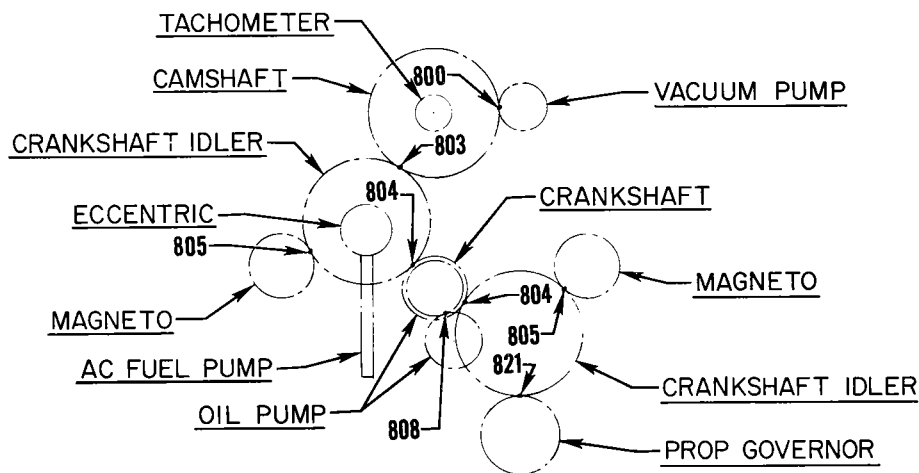 TACHOMETER
CAMSHAFT
800
VACUUM PUMP
CRANKSHAFT IDLER
803
804
CRANKSHAFT
ECCENTRIC
805
804
MAGNETO
MAGNETO
805
821
AC FUEL PUMP
CRANKSHAFT IDLER
OIL PUMP
808
PROP GOVERNOR